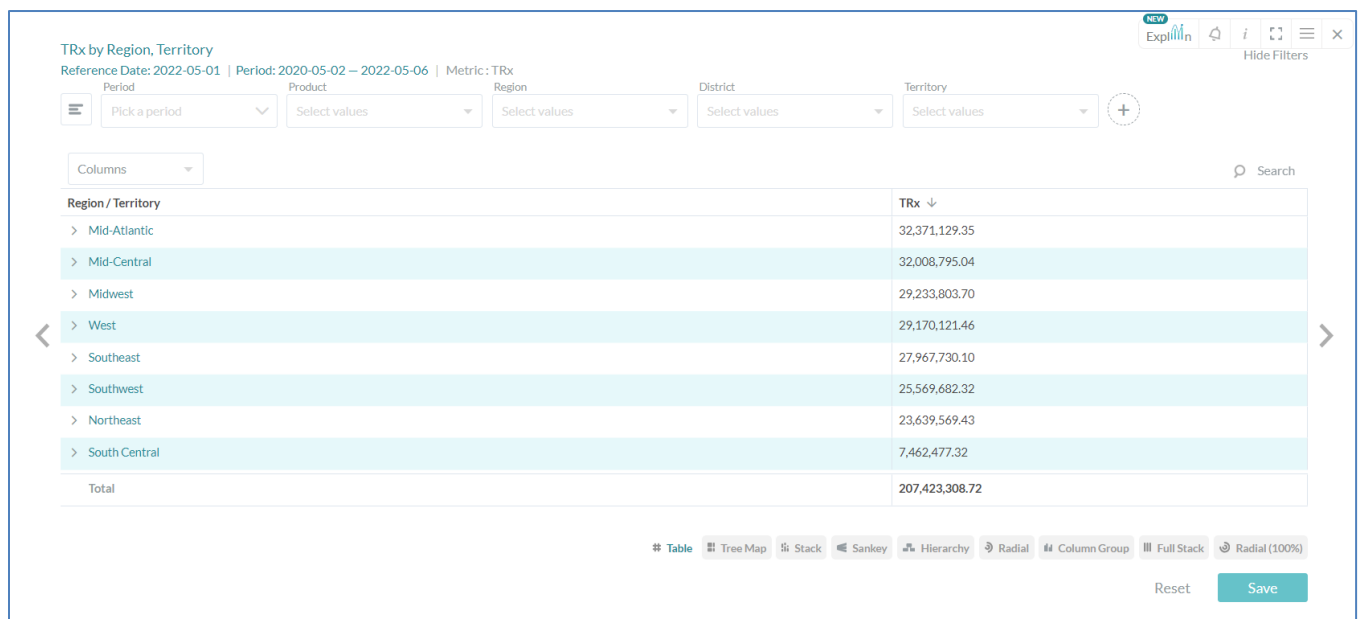 NEW
Explain
Hide Filters
TRx by Region, Territory
Reference Date: 2022-05-01 | Period: 2020-05-02 — 2022-05-06 | Metric : TRx
Period Product Region District Territory
Pick a period Select values Select values Select values Select values +
Columns Search
Region / Territory TRx ↓
> Mid-Atlantic 32,371,129.35
> Mid-Central 32,008,795.04
> Midwest 29,233,803.70
> West 29,170,121.46
> Southeast 27,967,730.10
> Southwest 25,569,682.32
> Northeast 23,639,569.43
> South Central 7,462,477.32
Total 207,423,308.72
# Table Tree Map Stack Sankey Hierarchy Radial Column Group Full Stack Radial (100%)
Reset Save